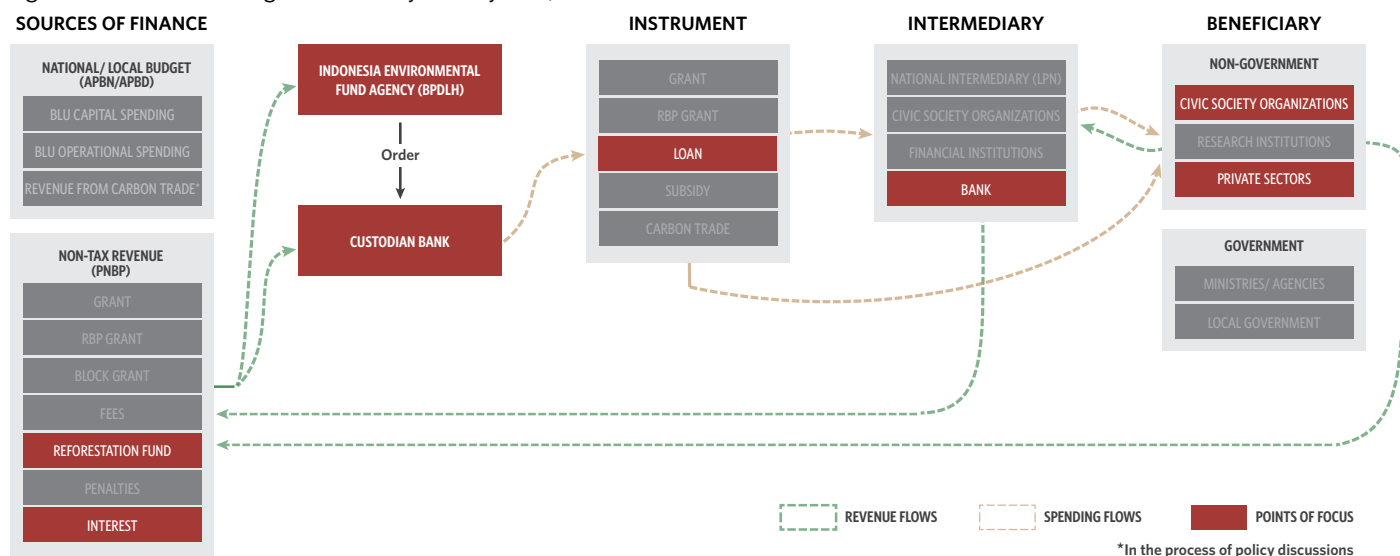 SOURCES OF FINANCE
NATIONAL/ LOCAL BUDGET
(APBN/APBD)
BLU CAPITAL SPENDING
BLU OPERATIONAL SPENDING
REVENUE FROM CARBON TRADE*
NON-TAX REVENUE
(PNBP)
GRANT
RBP GRANT
BLOCK GRANT
FEES
REFORESTATION FUND
PENALTIES
INTEREST
INDONESIA ENVIRONMENTAL
FUND AGENCY (BPDLH)
Order
CUSTODIAN BANK
INSTRUMENT
GRANT
RBP GRANT
LOAN
SUBSIDY
CARBON TRADE
INTERMEDIARY
NATIONAL INTERMEDIARY (LPN)
CIVIC SOCIETY ORGANIZATIONS
FINANCIAL INSTITUTIONS
BANK
BENEFICIARY
NON-GOVERNMENT
CIVIC SOCIETY ORGANIZATIONS
RESEARCH INSTITUTIONS
PRIVATE SECTORS
GOVERNMENT
MINISTRIES/ AGENCIES
LOCAL GOVERNMENT
REVENUE FLOWS
SPENDING FLOWS
POINTS OF FOCUS
*In the process of policy discussions